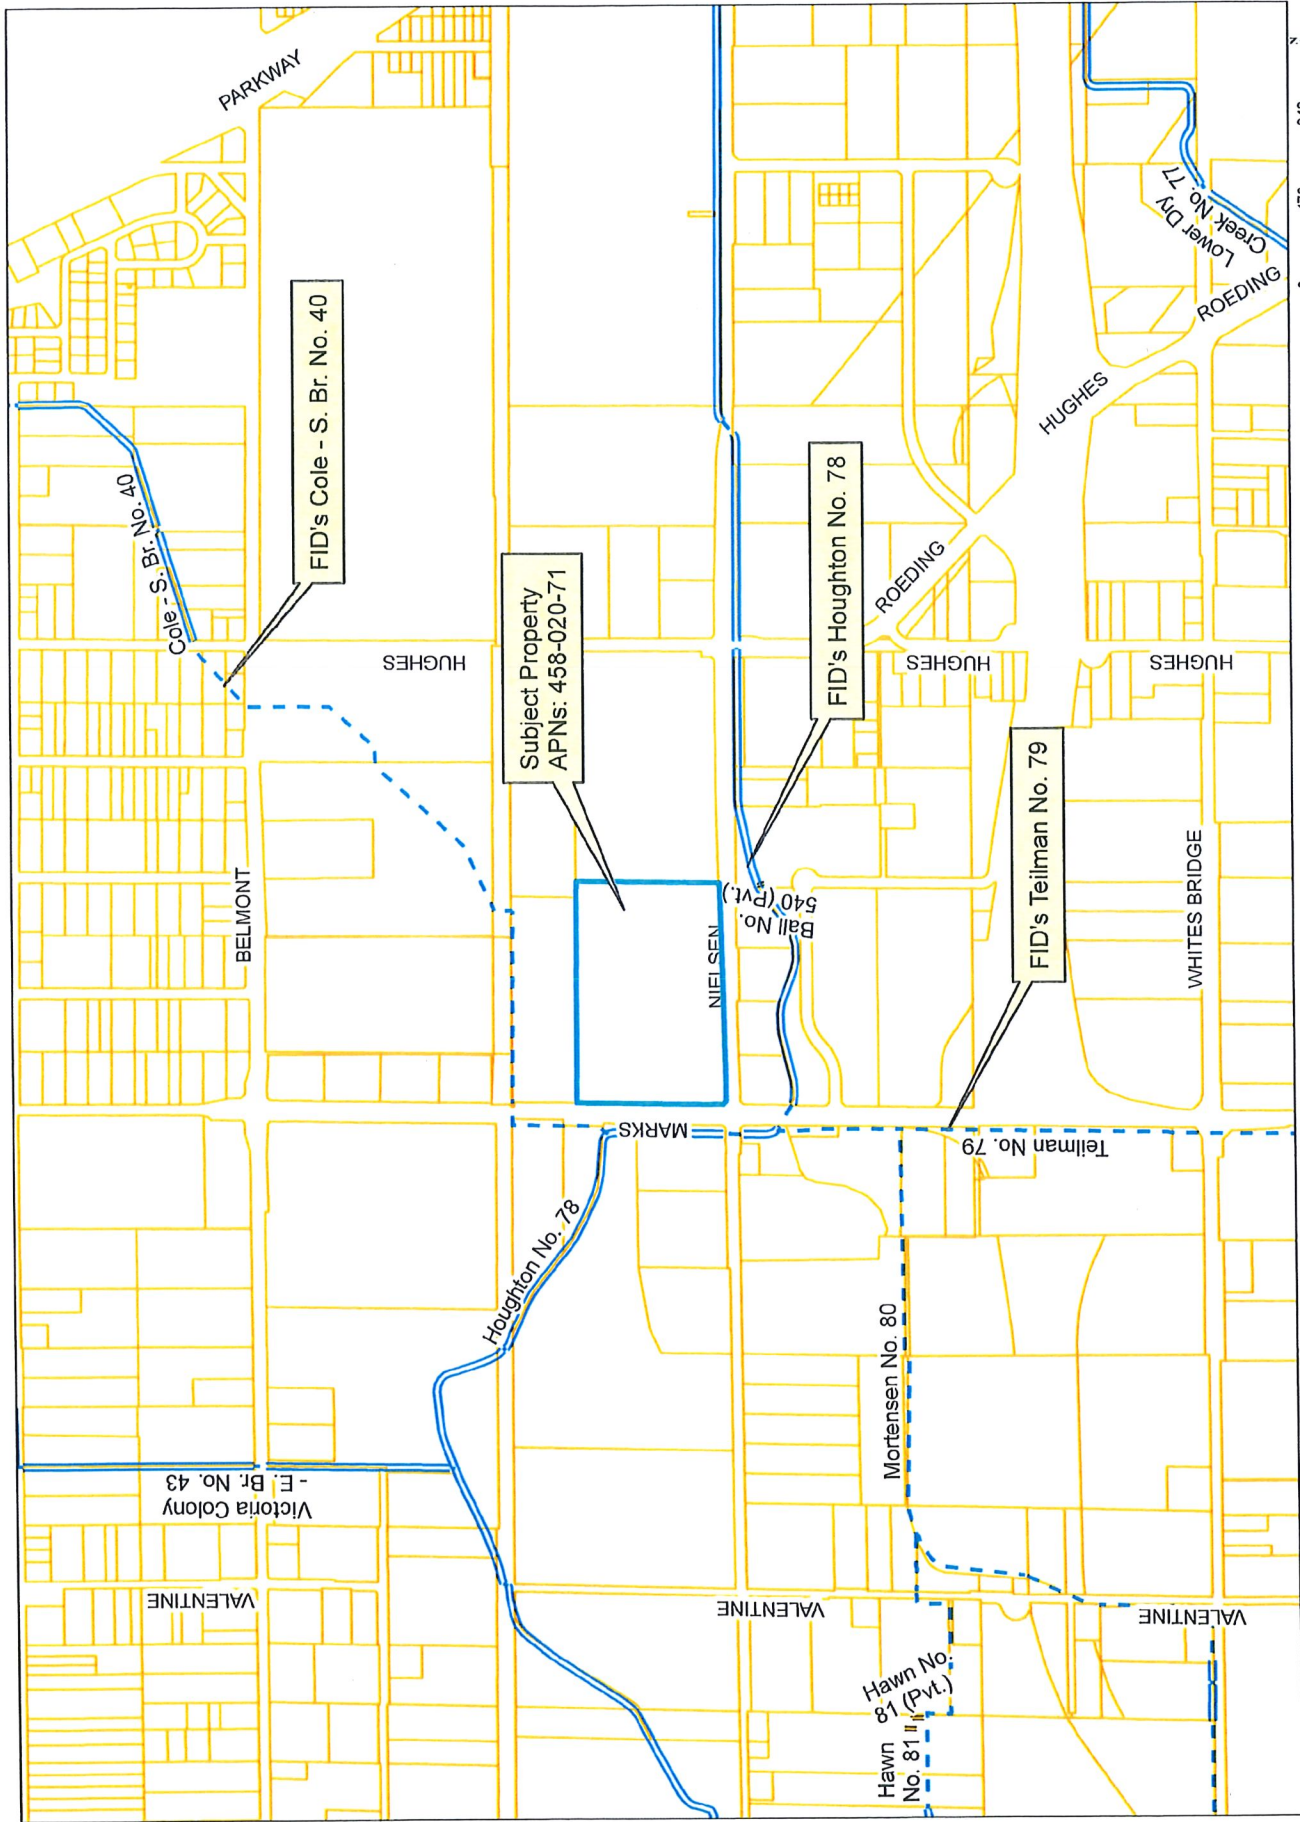 PARKWAY
FID's Cole - S. Br. No. 40
Cole - S. Br. No. 40
Lower Dry
Creek No. 77
ROEDING
HUGHES
FID's Houghton No. 78
ROEDING
Subject Property
APNs: 458-020-71
HUGHES
HUGHES
HUGHES
BELMONT
NIELSEN
Ball No.
540 (Pvt.)
FID's Teilman No. 79
WHITES BRIDGE
MARKS
Teilman No. 79
Houghton No. 78
Mortensen No. 80
Victoria Colony
- E. Br. No. 43
VALENTINE
VALENTINE
VALENTINE
Hawn No.
81 (Pvt.)
Hawn
No. 81